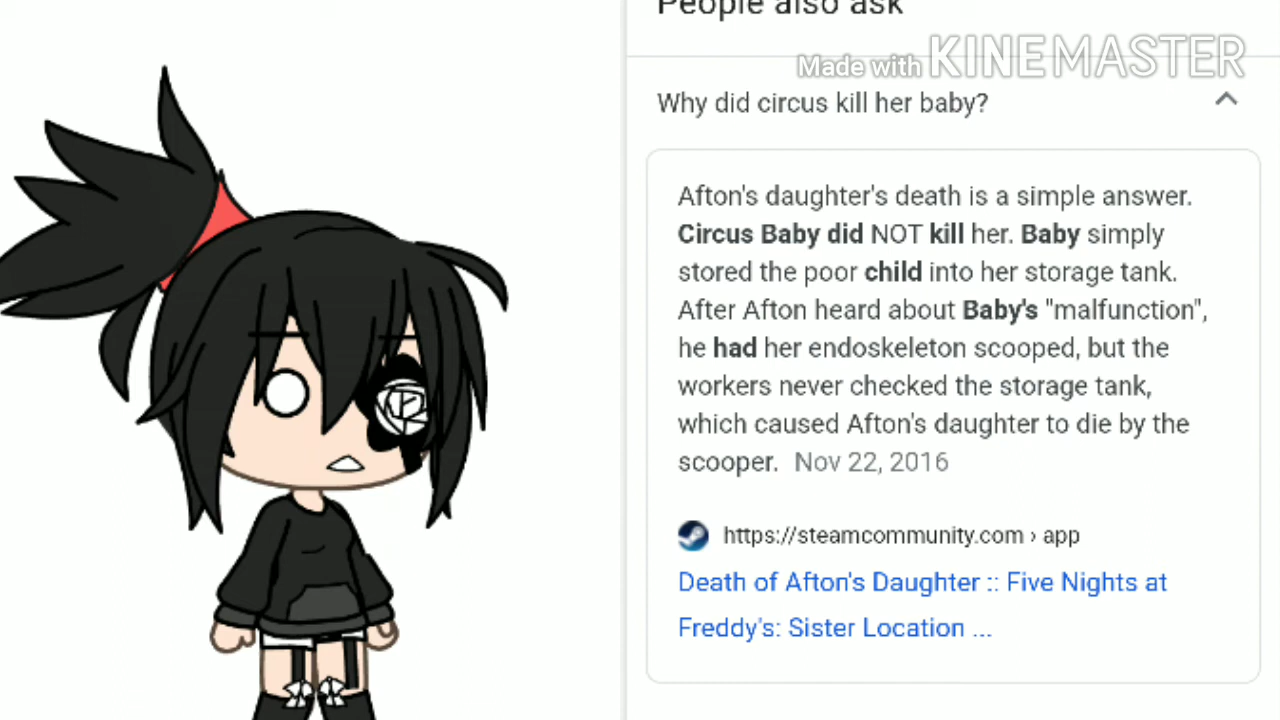 People also ask
Made with KINEMASTER
Why did circus kill her baby?
Afton's daughter's death is a simple answer.
Circus Baby did NOT kill her. Baby simply
stored the poor child into her storage tank.
After Afton heard about Baby's "malfunction",
he had her endoskeleton scooped, but the
workers never checked the storage tank,
which caused Afton's daughter to die by the
scooper. Nov 22, 2016
https://steamcommunity.com › app
Death of Afton's Daughter :: Five Nights at
Freddy's: Sister Location ...